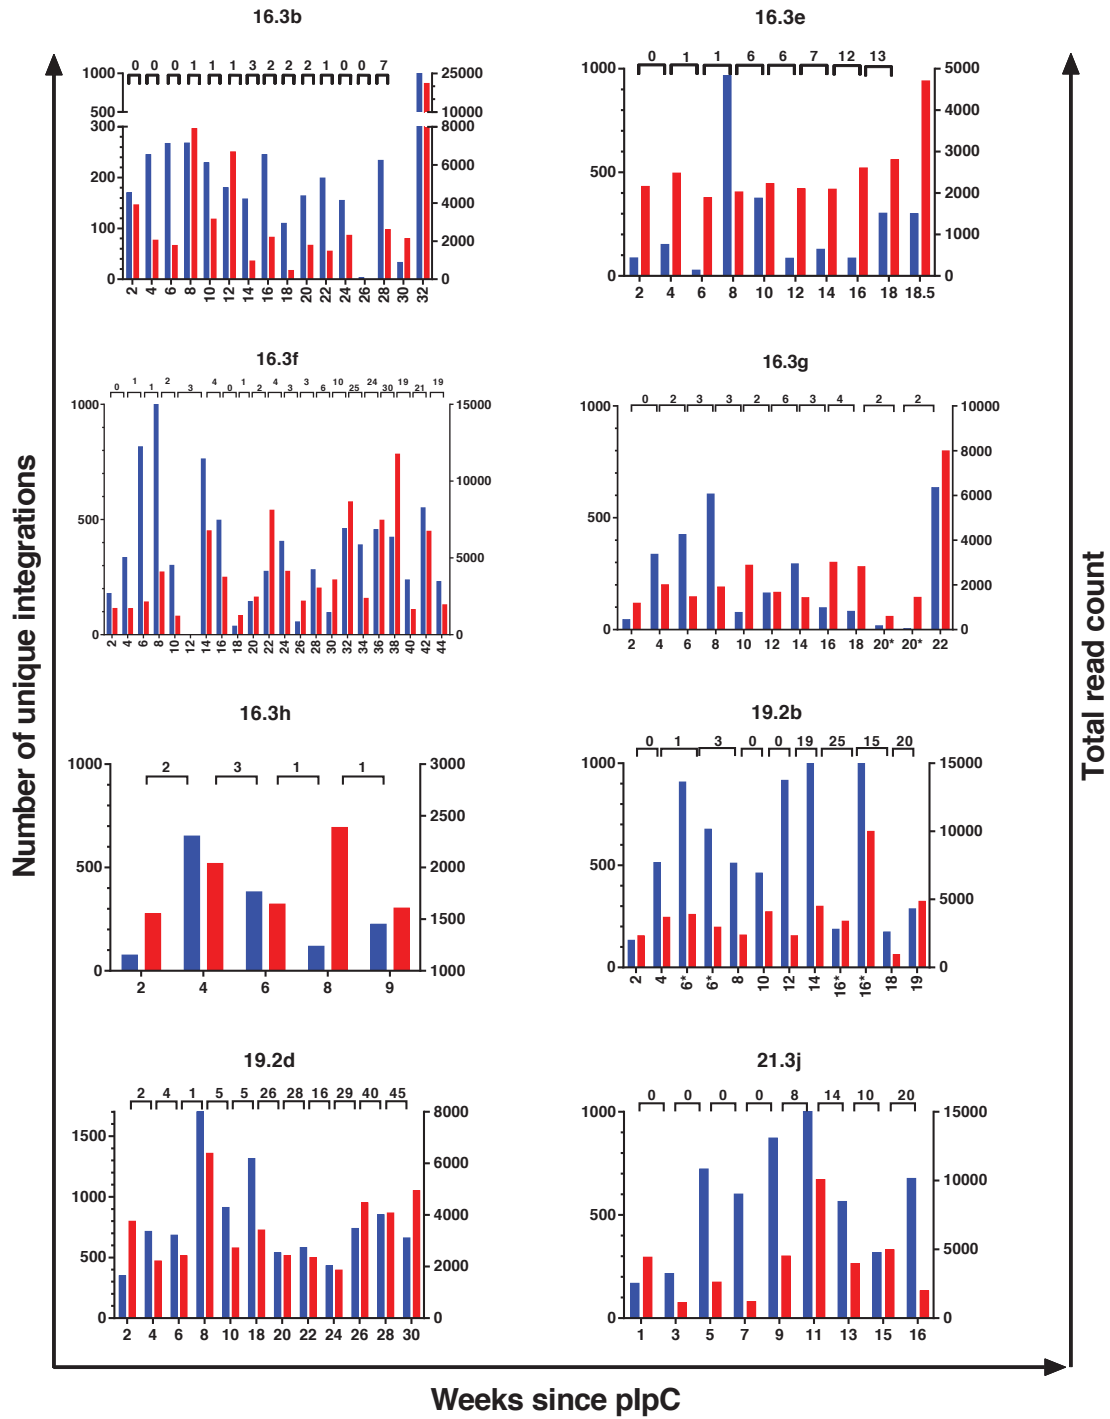 Number of unique integrations
Total read count
Weeks since pIpC
16.3b
0 0 0 1 1 1 3 2 2 2 1 0 0 7
1000
500
300
200
100
0
25000
10000
8000
6000
4000
2000
0
2 4 6 8 10 12 14 16 18 20 22 24 26 28 30 32
16.3e
0 1 1 6 6 7 12 13
1000
500
0
5000
4000
3000
2000
1000
0
2 4 6 8 10 12 14 16 18 18.5
16.3f
0 1 1 2 3 4 0 1 2 4 3 3 6 10 25 24 30 19 21 19
1000
500
0
15000
10000
5000
0
2 4 6 8 10 12 14 16 18 20 22 24 26 28 30 32 34 36 38 40 42 44
16.3g
0 2 3 3 2 6 3 4 2 2
1000
500
0
10000
8000
6000
4000
2000
0
2 4 6 8 10 12 14 16 18 20* 20* 22
16.3h
2 3 1 1
1000
500
0
3000
2500
2000
1500
1000
2 4 6 8 9
19.2b
0 1 3 0 0 19 25 15 20
1000
500
0
15000
10000
5000
0
2 4 6* 6* 8 10 12 14 16* 16* 18 19
19.2d
2 4 1 5 5 26 28 16 29 40 45
1500
1000
500
0
8000
6000
4000
2000
0
2 4 6 8 10 18 20 22 24 26 28 30
21.3j
0 0 0 0 8 14 10 20
1000
500
0
15000
10000
5000
0
1 3 5 7 9 11 13 15 16